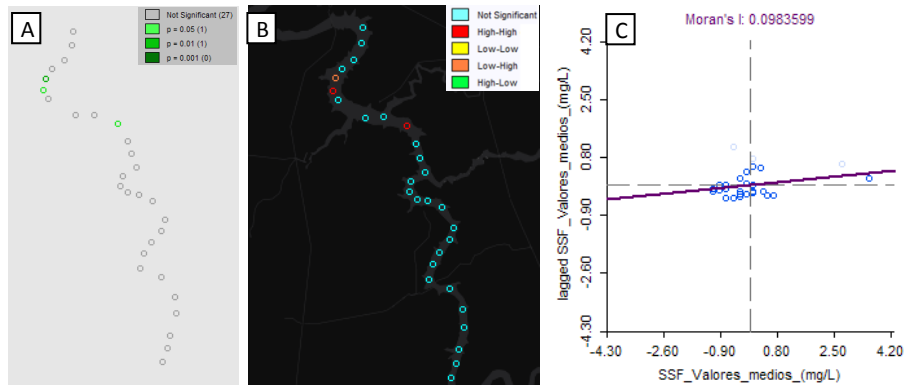 A
Not Significant (27)
p = 0.05 (1)
p = 0.01 (1)
p = 0.001 (0)
B
Not Significant
High-High
Low-Low
Low-High
High-Low
C
Moran's I: 0.0983599
lagged SSF_Valores_medios_(mg/L)
4.20
2.50
0.80
-0.90
-2.60
-4.30
-4.30
-2.60
-0.90
0.80
2.50
4.20
SSF_Valores_medios_(mg/L)